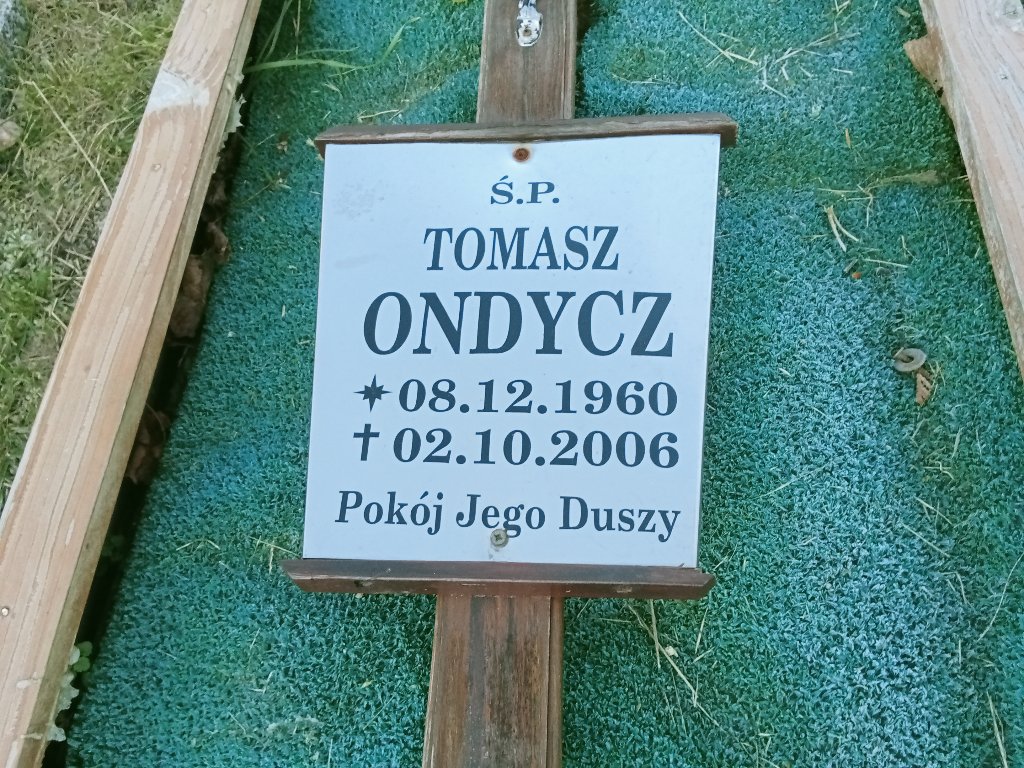 Ś.P.
TOMASZ
ONDYCZ
✴ 08.12.1960
✝ 02.10.2006
Pokój Jego Duszy